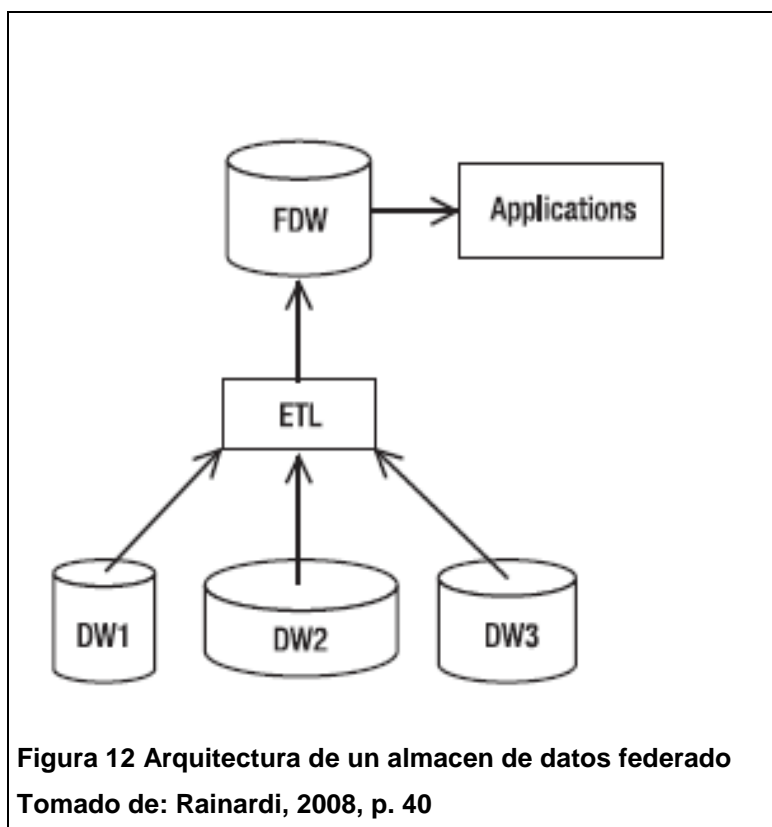 FDW
Applications
ETL
DW1
DW2
DW3
Figura 12 Arquitectura de un almacen de datos federado
Tomado de: Rainardi, 2008, p. 40